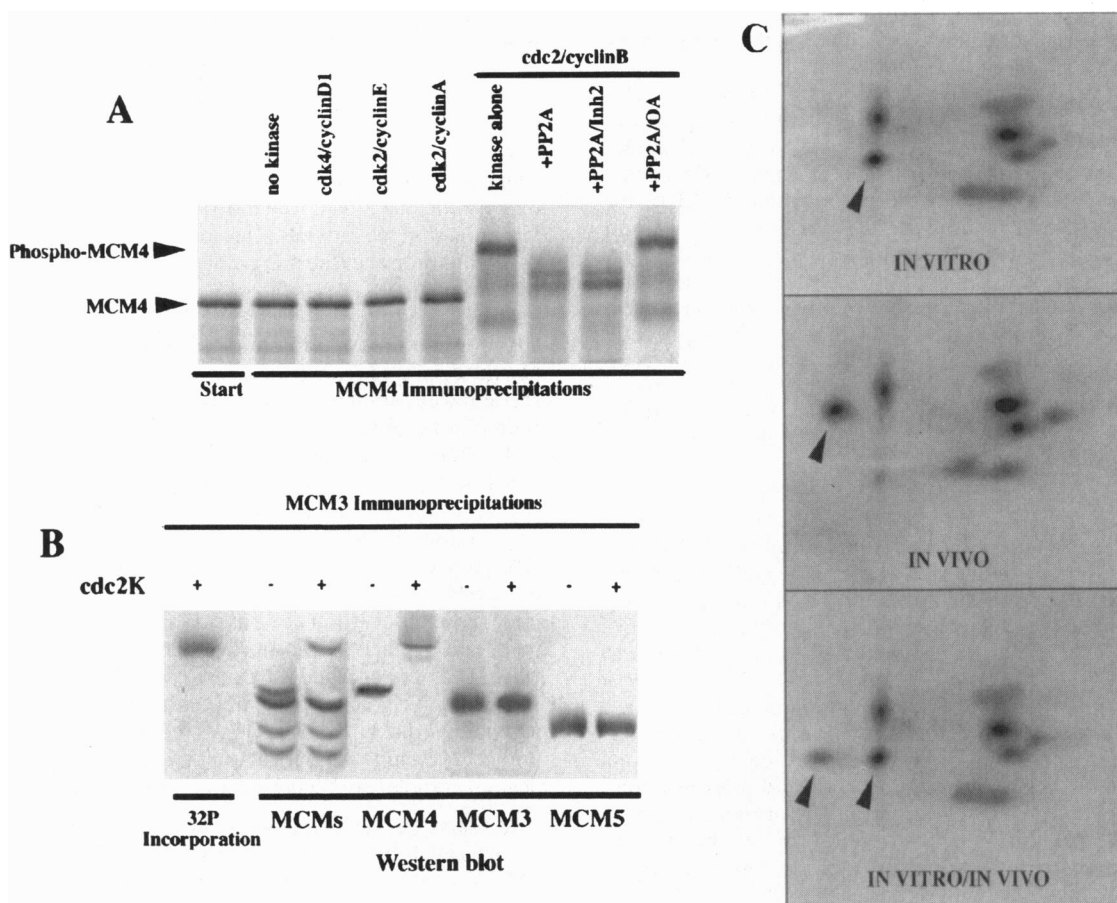 A
cdc2/cyclinB
no kinase
cdk4/cyclinD1
cdk2/cyclinE
cdk2/cyclinA
kinase alone
+PP2A
+PP2A/Inh2
+PP2A/OA
Phospho-MCM4
MCM4
Start
MCM4 Immunoprecipitations
B
MCM3 Immunoprecipitations
cdc2K
+ - + - + - + - +
32P
Incorporation
MCMs MCM4 MCM3 MCM5
Western blot
C
IN VITRO
IN VIVO
IN VITRO/IN VIVO